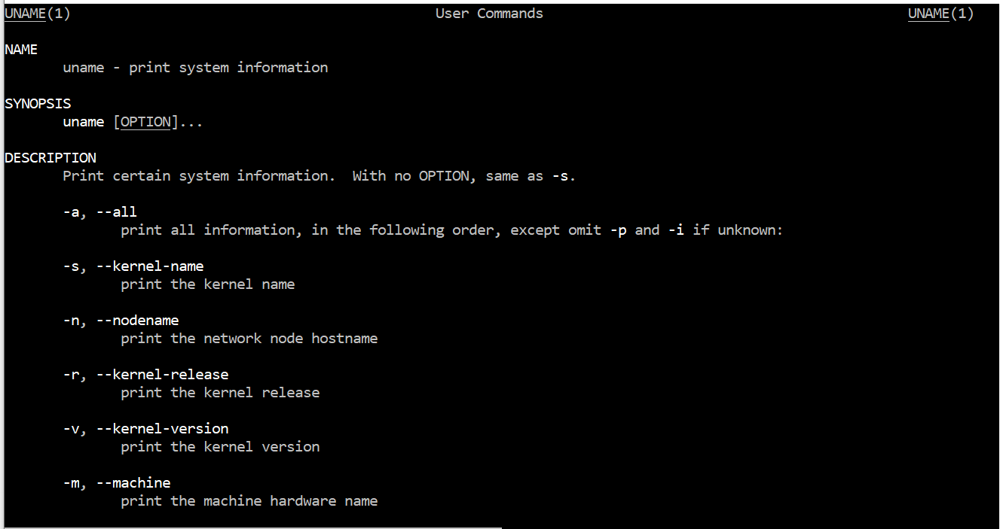 UNAME(1) User Commands UNAME(1)
NAME
uname - print system information
SYNOPSIS
uname [OPTION]...
DESCRIPTION
Print certain system information.  With no OPTION, same as -s.
-a, --all
print all information, in the following order, except omit -p and -i if unknown:
-s, --kernel-name
print the kernel name
-n, --nodename
print the network node hostname
-r, --kernel-release
print the kernel release
-v, --kernel-version
print the kernel version
-m, --machine
print the machine hardware name